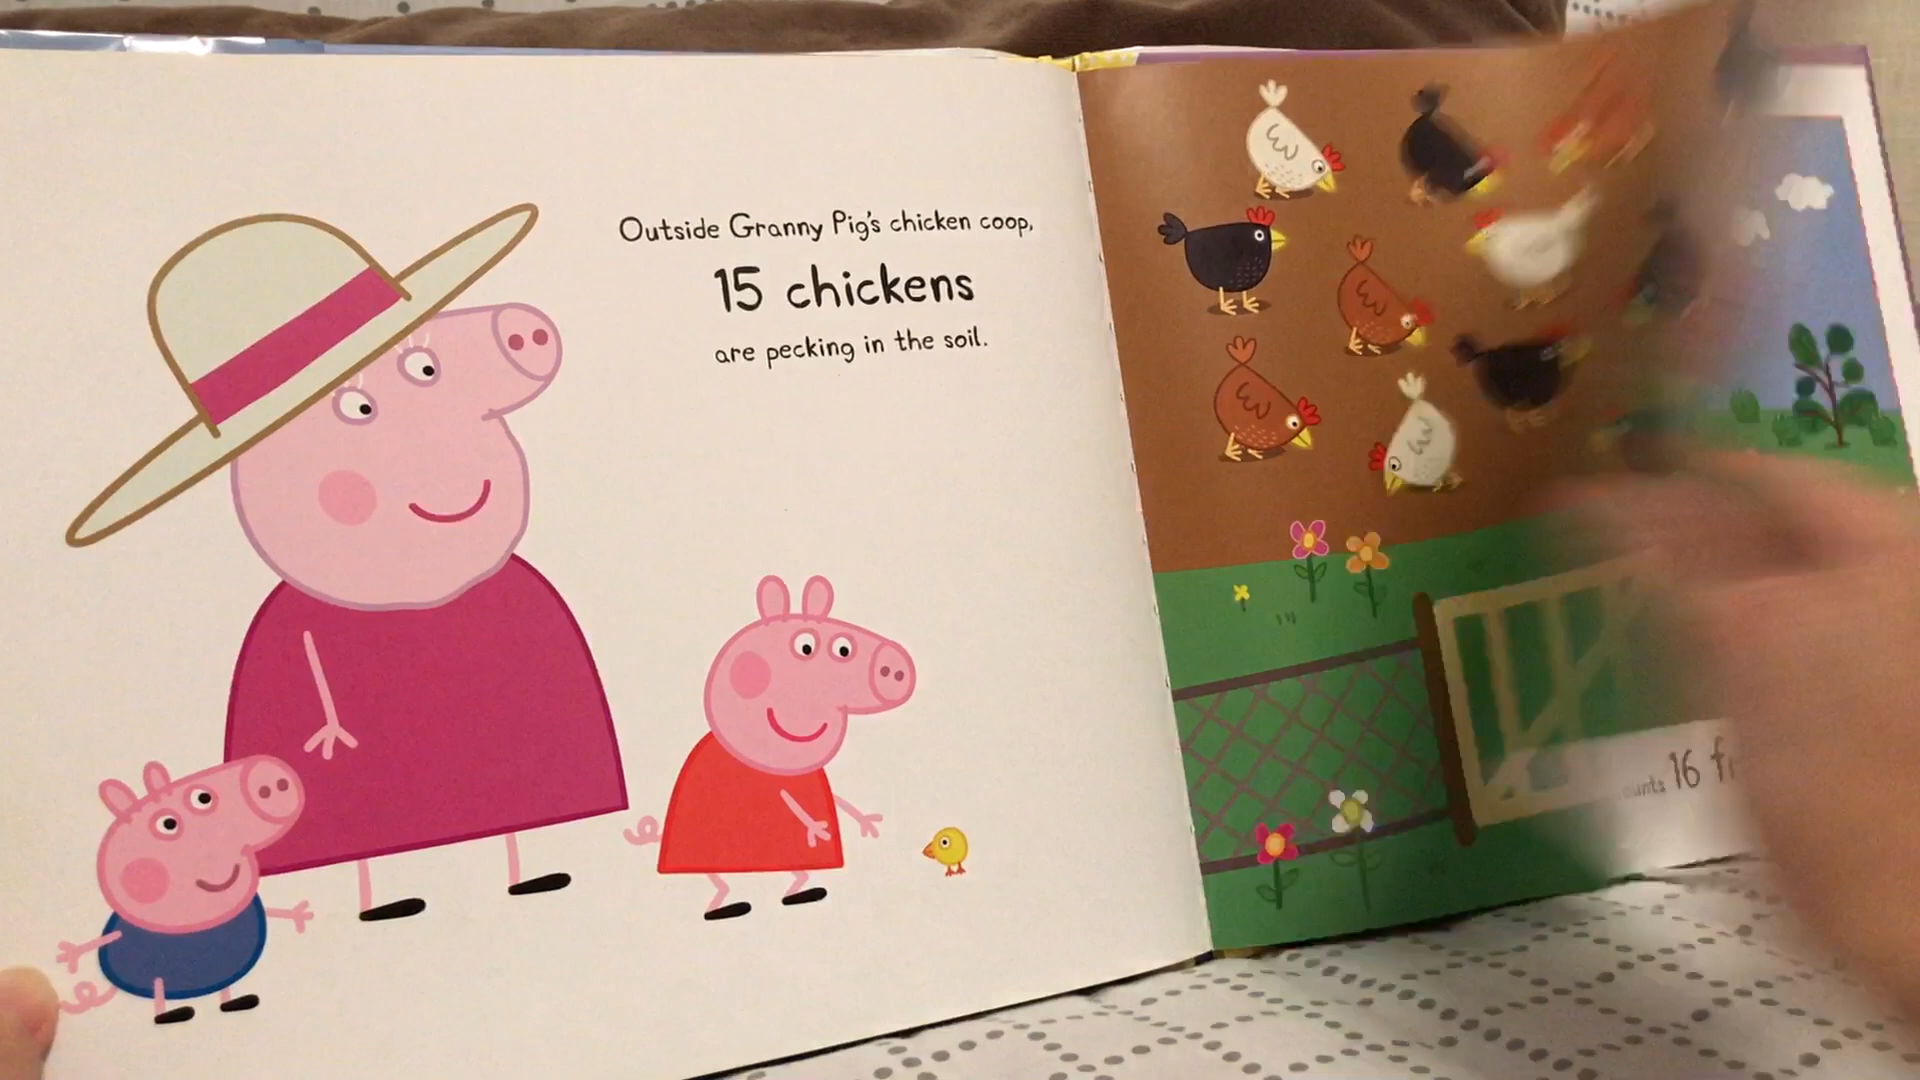 Outside Granny Pig's chicken coop,
15 chickens
are pecking in the soil.
16